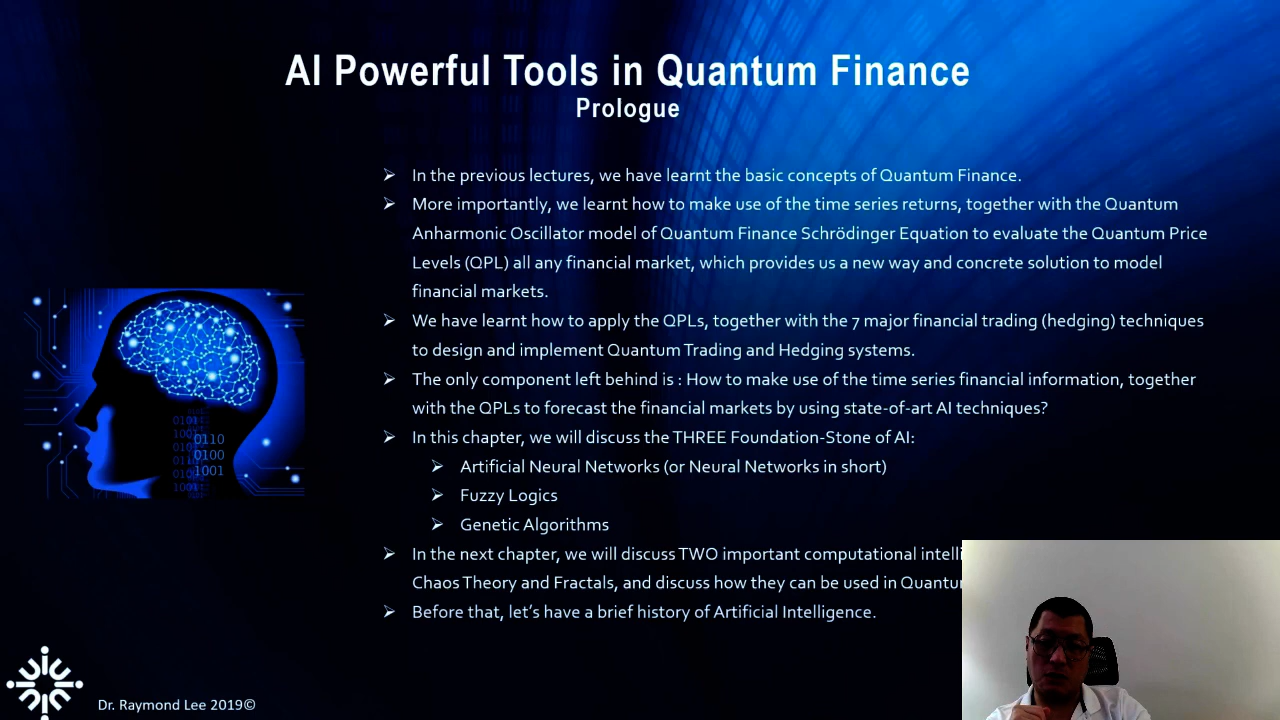 AI Powerful Tools in Quantum Finance
Prologue
In the previous lectures, we have learnt the basic concepts of Quantum Finance.
More importantly, we learnt how to make use of the time series returns, together with the Quantum
Anharmonic Oscillator model of Quantum Finance Schrödinger Equation to evaluate the Quantum Price
Levels (QPL) all any financial market, which provides us a new way and concrete solution to model
financial markets.
We have learnt how to apply the QPLs, together with the 7 major financial trading (hedging) techniques
to design and implement Quantum Trading and Hedging systems.
The only component left behind is : How to make use of the time series financial information, together
with the QPLs to forecast the financial markets by using state-of-art AI techniques?
In this chapter, we will discuss the THREE Foundation-Stone of AI:
Artificial Neural Networks (or Neural Networks in short)
Fuzzy Logics
Genetic Algorithms
In the next chapter, we will discuss TWO important computational
Chaos Theory and Fractals, and discuss how they can be used in
Before that, let's have a brief history of Artificial Intelligence.
0110
0100
1001
Dr. Raymond Lee 2019©